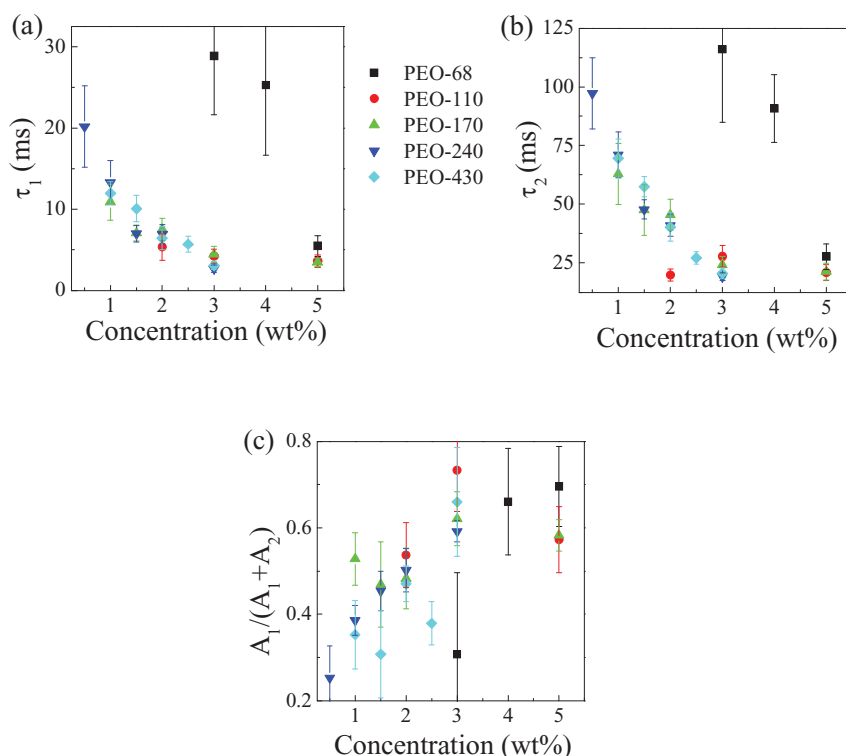 (a)
30
20
10
0
τ1 (ms)
1 2 3 4 5
Concentration (wt%)
PEO-68
PEO-110
PEO-170
PEO-240
PEO-430
(b)
125
100
75
50
25
τ2 (ms)
1 2 3 4 5
Concentration (wt%)
(c)
0.8
0.6
0.4
0.2
A1/(A1+A2)
1 2 3 4 5
Concentration (wt%)